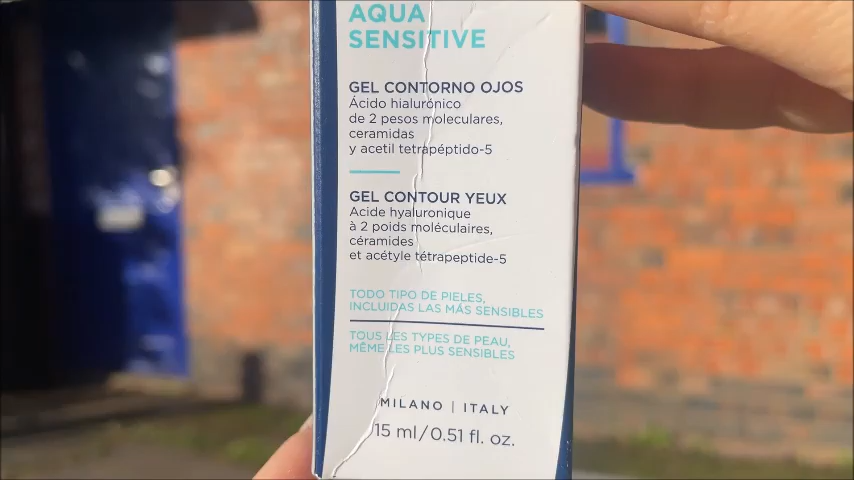 AQUA
SENSITIVE
GEL CONTORNO OJOS
Ácido hialurónico
de 2 pesos moleculares,
ceramidas
y acetil tetrapéptido-5
GEL CONTOUR YEUX
Acide hyaluronique
à 2 poids moléculaires,
céramides
et acétyle tétrapeptide-5
TODO TIPO DE PIELES,
INCLUIDAS LAS MÁS SENSIBLES
TOUS LES TYPES DE PEAU,
MÊME LES PLUS SENSIBLES
MILANO | ITALY
15 ml/0.51 fl. oz.